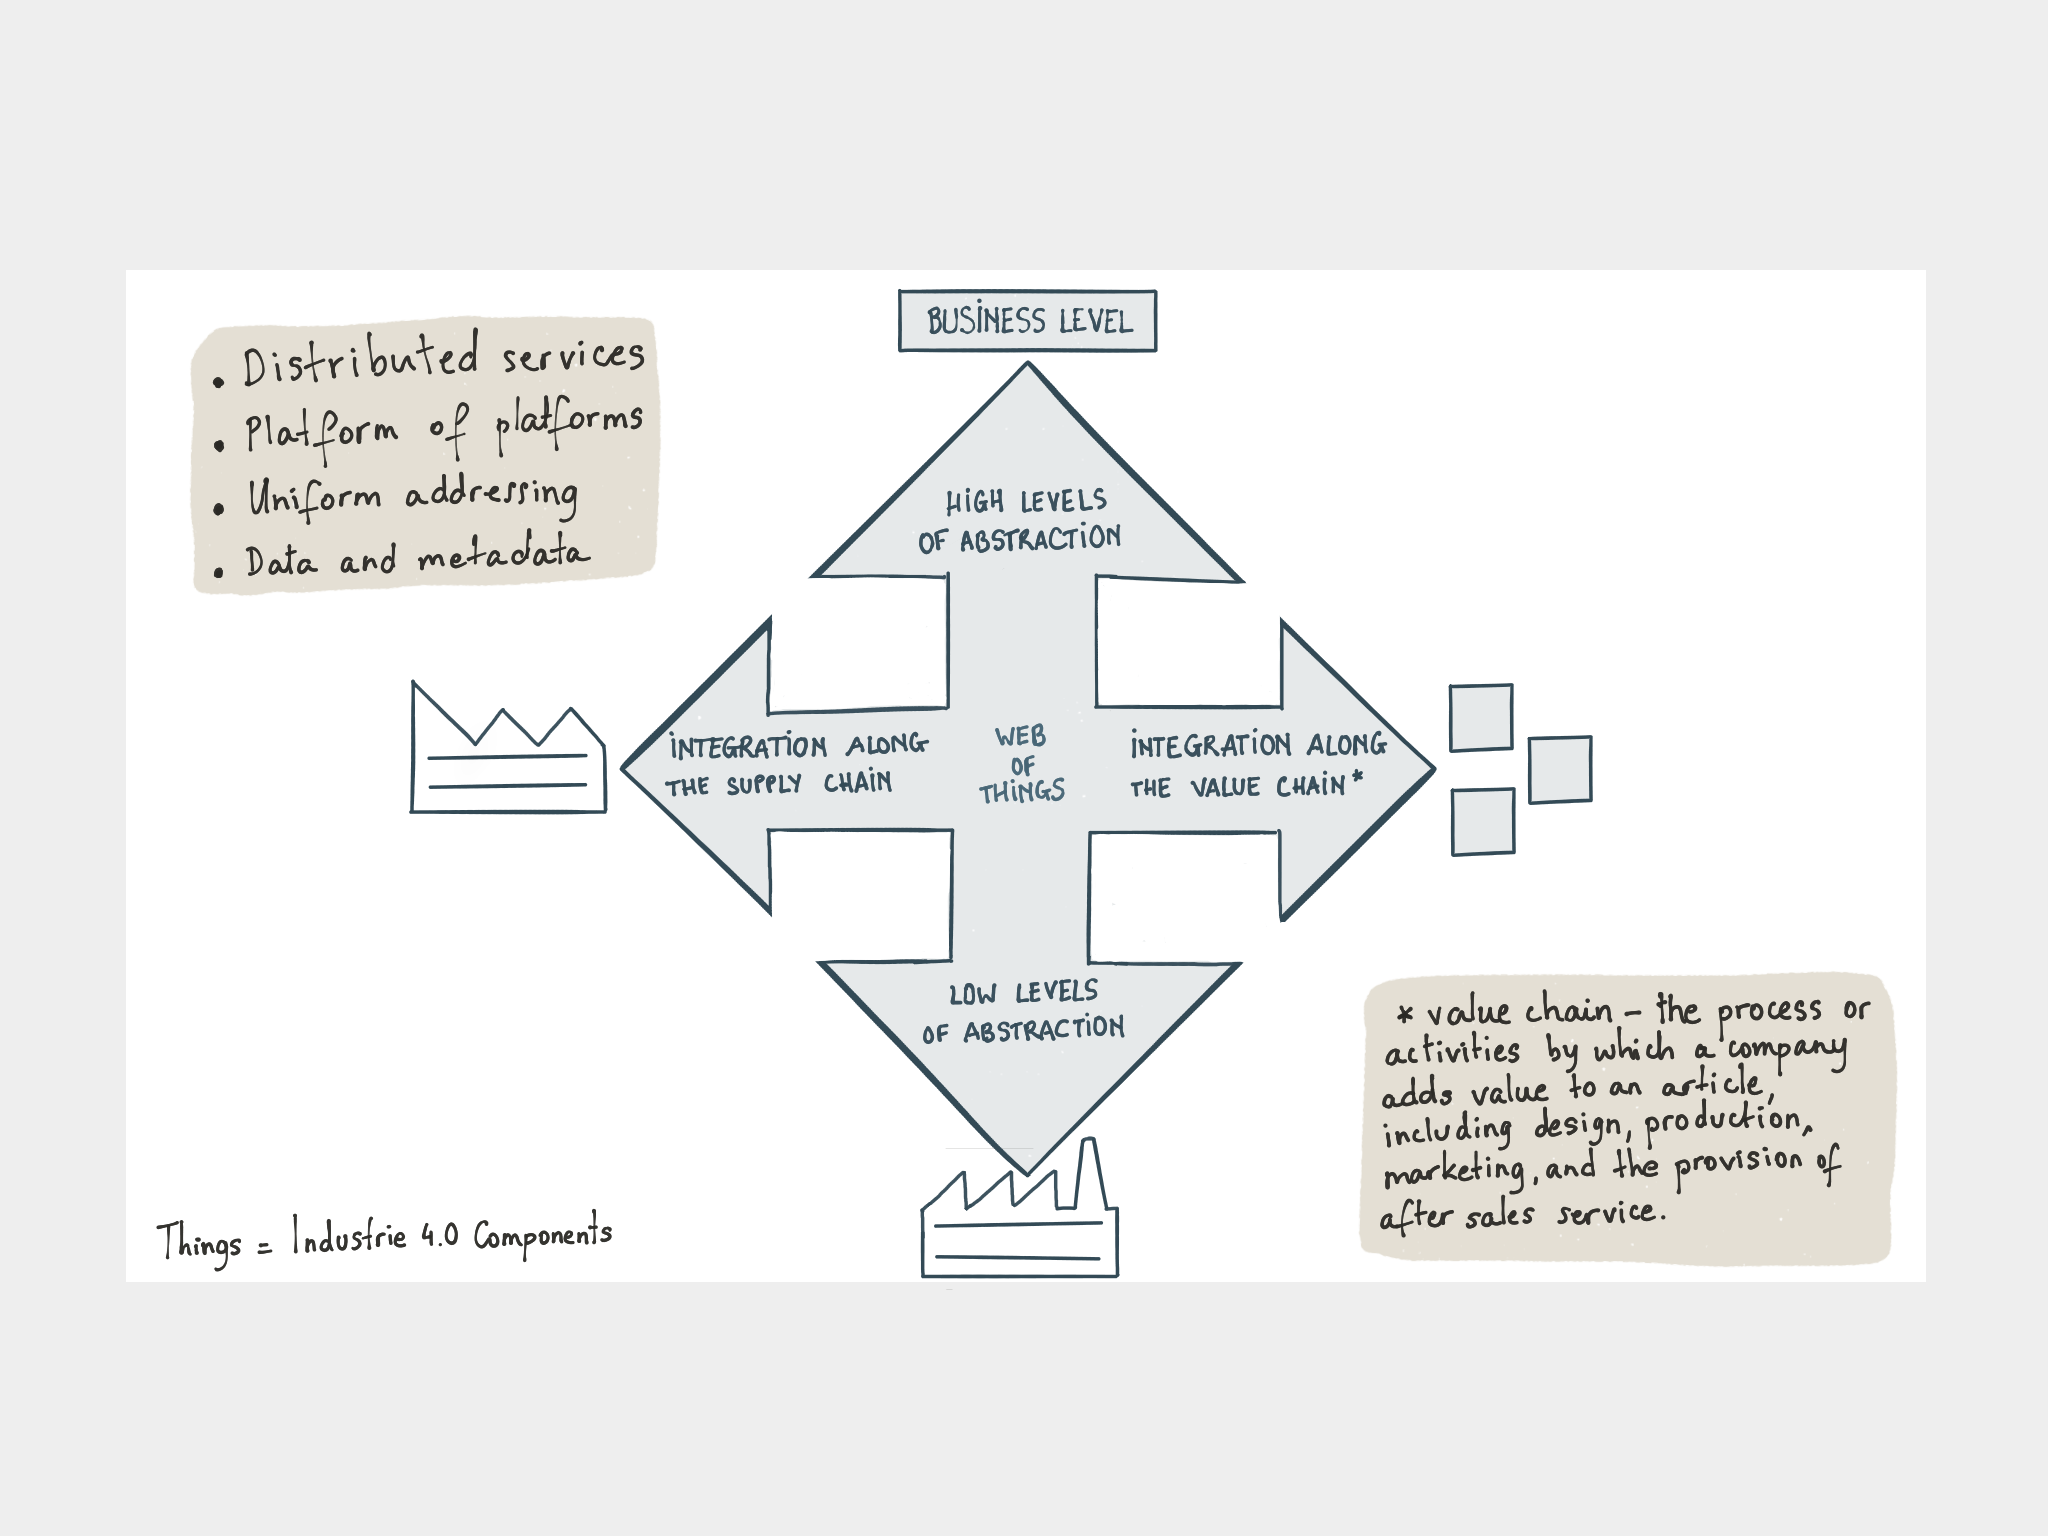 BUSINESS LEVEL
• Distributed services
• Platform of platforms
• Uniform addressing
• Data and metadata
HIGH LEVELS
OF ABSTRACTION
INTEGRATION ALONG
THE SUPPLY CHAIN
WEB
OF
THINGS
INTEGRATION ALONG
THE VALUE CHAIN*
LOW LEVELS
OF ABSTRACTION
* value chain – the process or
activities by which a company
adds value to an article,
including design, production,
marketing, and the provision of
after sales service.
Things = Industrie 4.0 Components